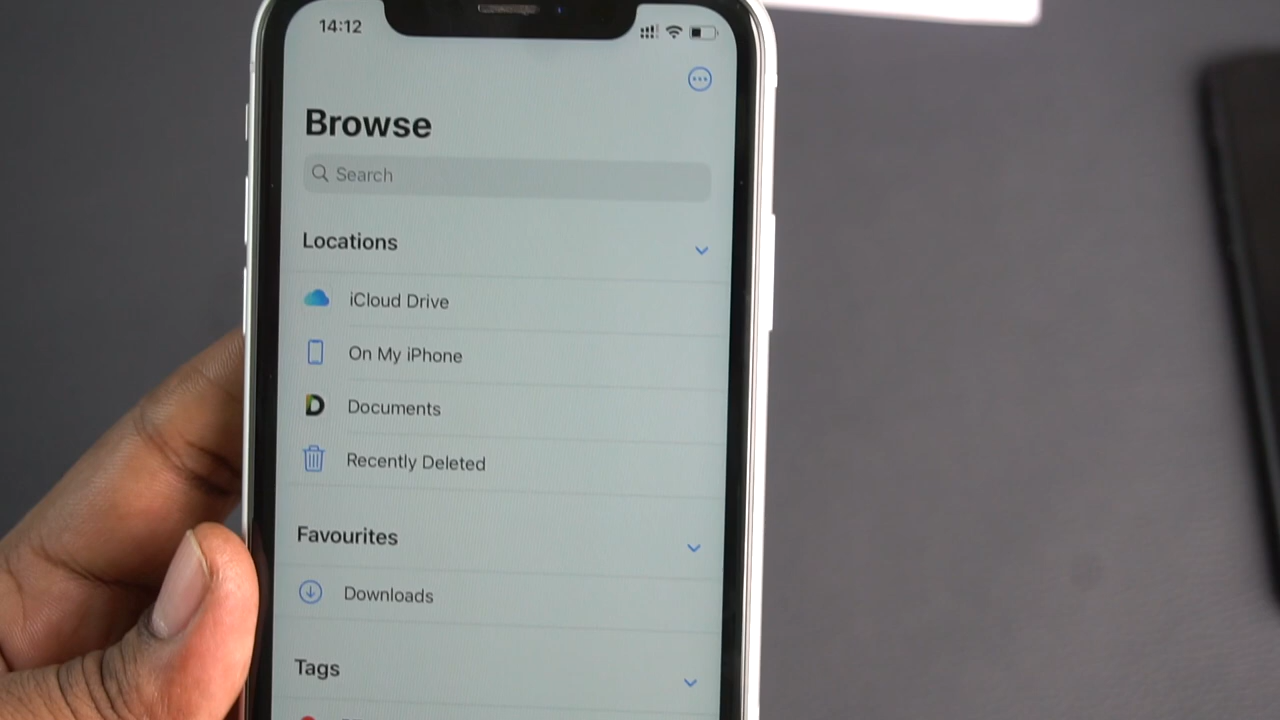 14:12
Browse
Search
Locations
iCloud Drive
On My iPhone
Documents
Recently Deleted
Favourites
Downloads
Tags